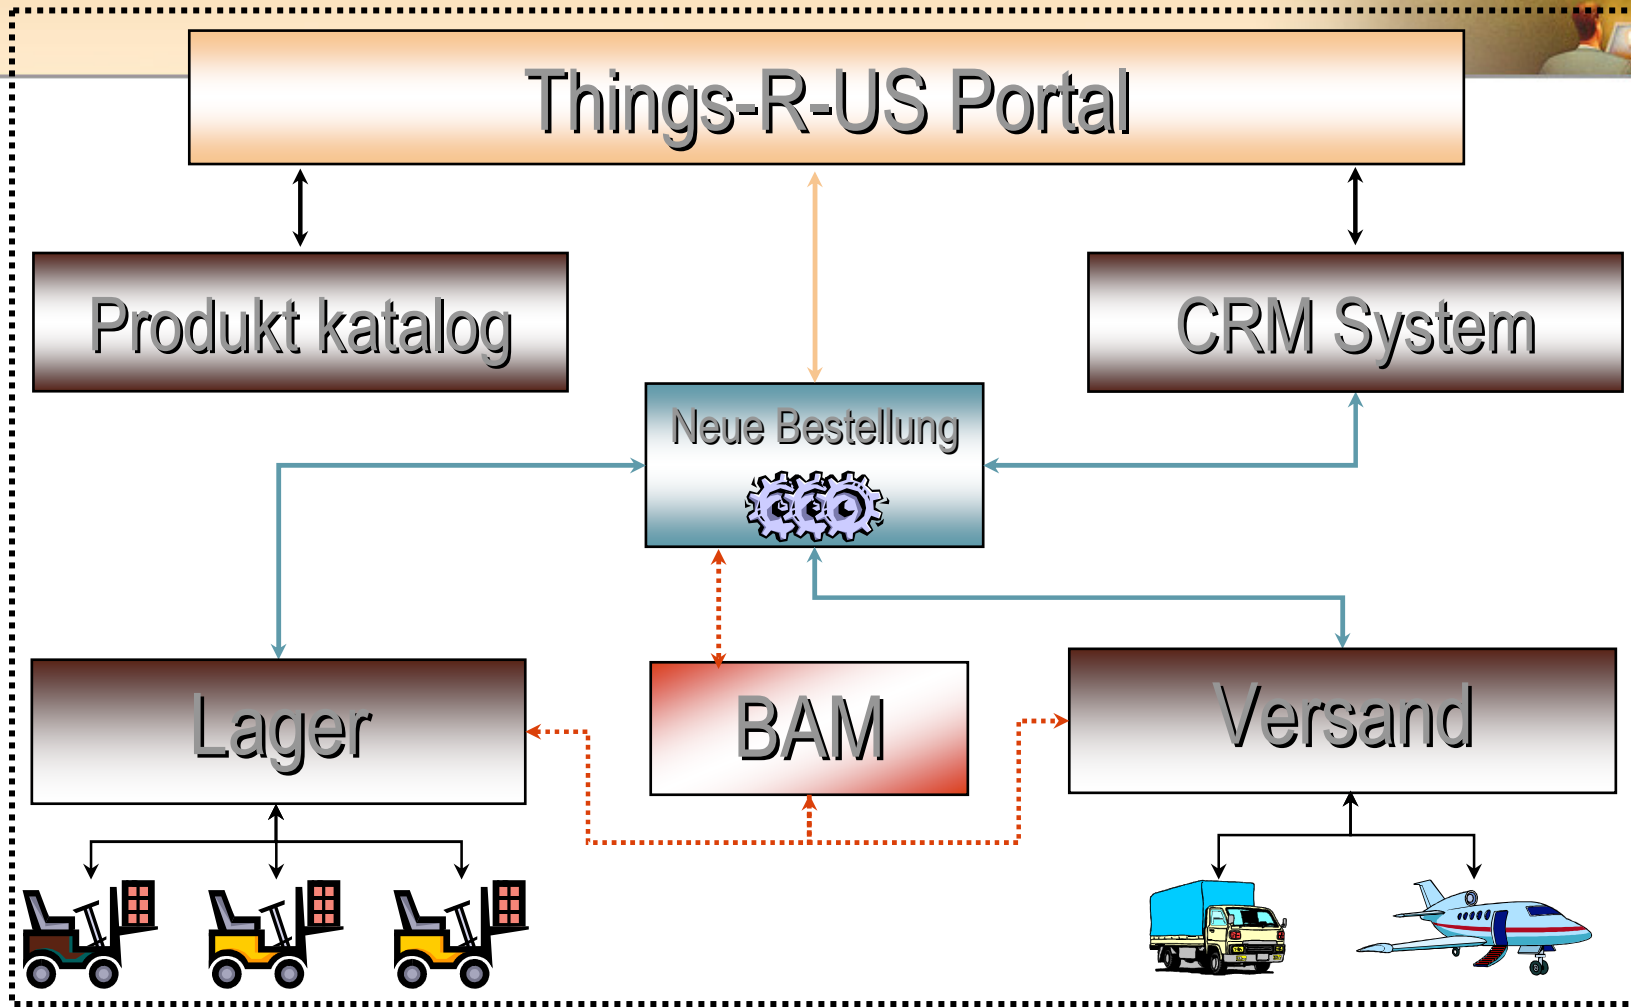 Things-R-US Portal
Produkt katalog
CRM System
Neue Bestellung
Lager
BAM
Versand